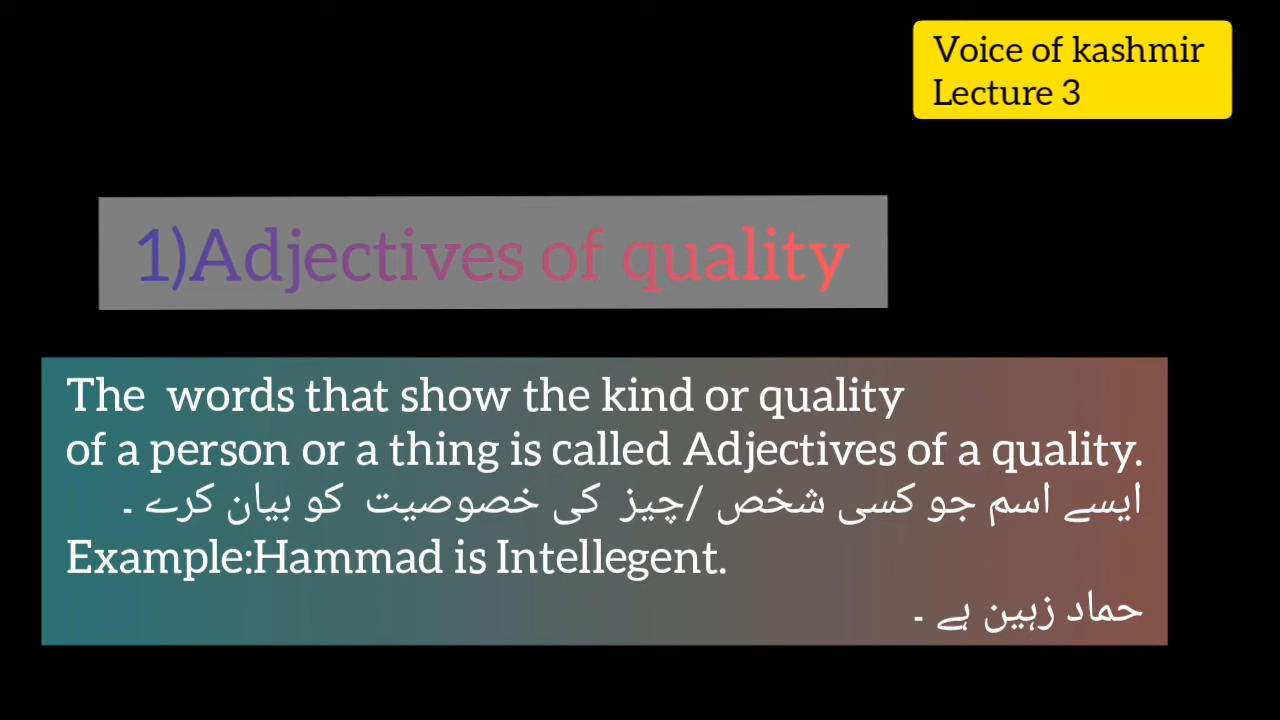 Voice of kashmir
Lecture 3
1)Adjectives of quality
The words that show the kind or quality
of a person or a thing is called Adjectives of a quality.
ایسے اسم جو کسی شخص /چیز کی خصوصیت کو بیان کرے ۔
Example:Hammad is Intellegent.
حماد زہین ہے ۔